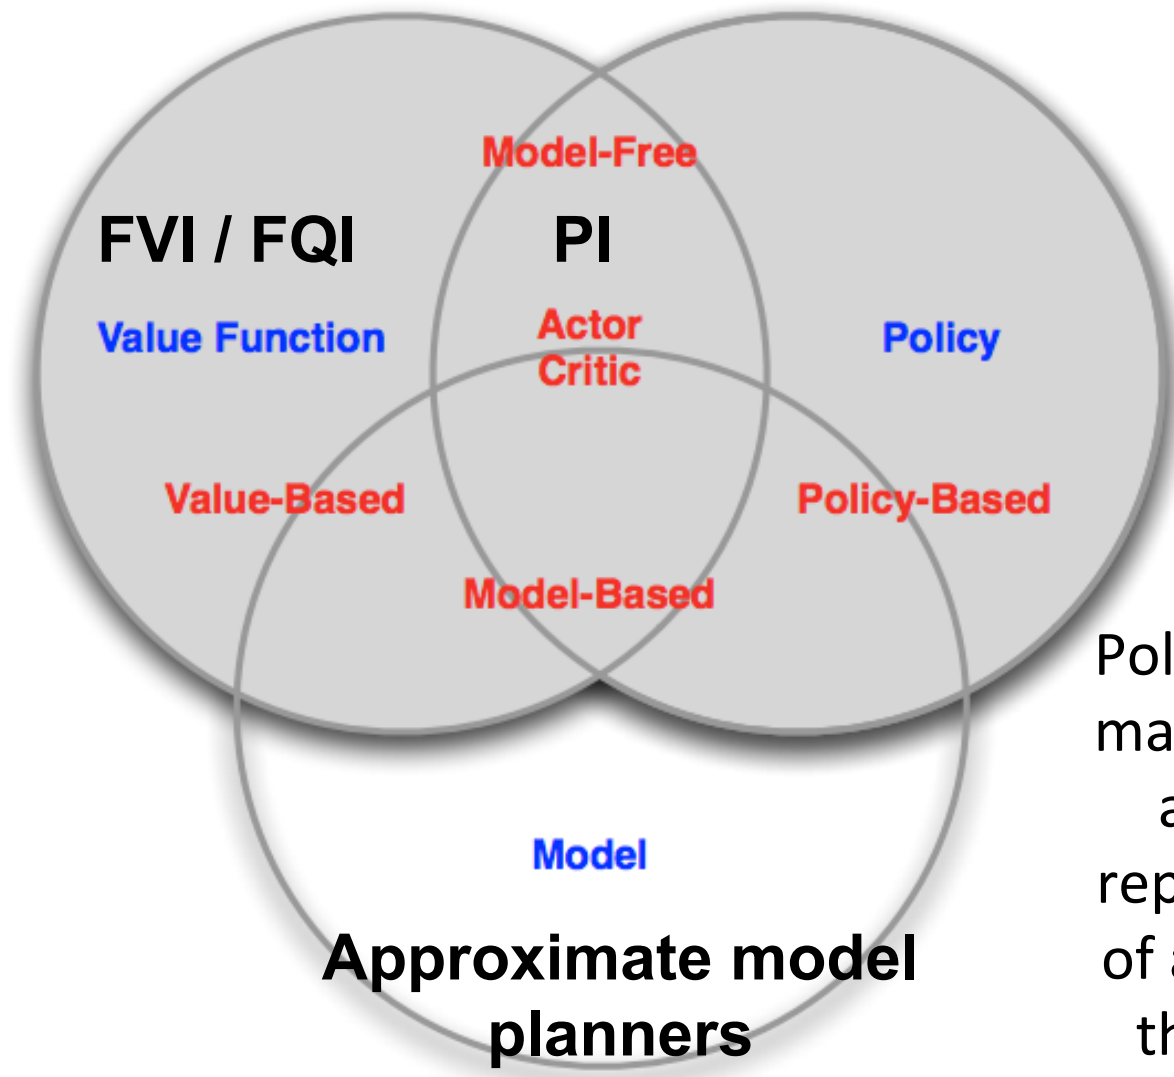 Model-Free
FVI / FQI
PI
Value Function
Actor
Critic
Policy
Value-Based
Policy-Based
Model-Based
Model
Approximate model
planners
of